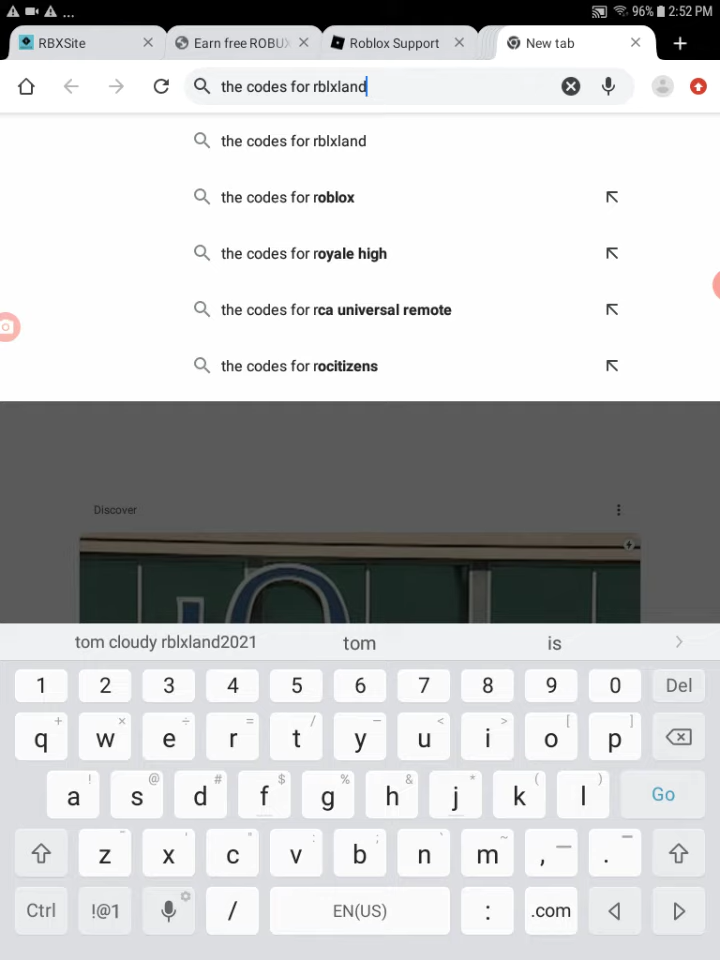 ... 96% 2:52 PM
RBXSite Earn free ROBUX Roblox Support New tab
the codes for rblxland
the codes for rblxland
the codes for roblox
the codes for royale high
the codes for rca universal remote
the codes for rocitizens
Discover
tom cloudy rblxland2021 tom is
1 2 3 4 5 6 7 8 9 0 Del
+ × ÷ = / – < > [ ]
q w e r t y u i o p
! @ # $ % & * ( )
a s d f g h j k l Go
z x c v b n m , .
Ctrl !@1 / EN(US) : .com